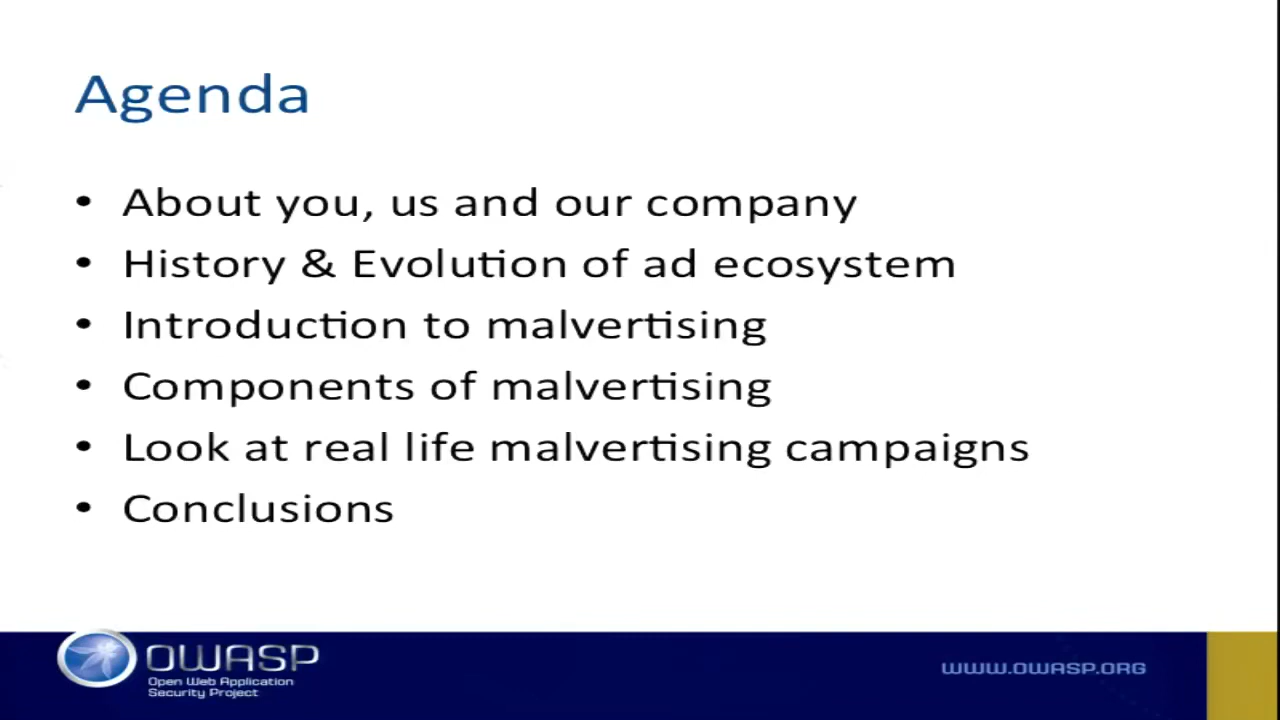 Agenda
• About you, us and our company
• History & Evolution of ad ecosystem
• Introduction to malvertising
• Components of malvertising
• Look at real life malvertising campaigns
• Conclusions
OWASP
Open Web Application
Security Project
WWW.OWASP.ORG